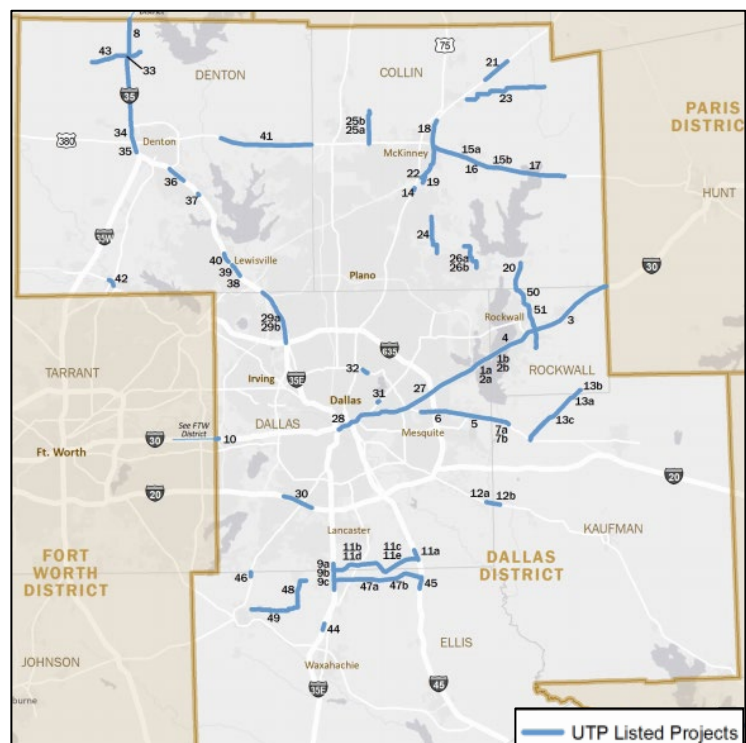 District
8
75
43
33
DENTON
COLLIN
21
23
35
PARIS
DISTRIC
25b
25a
18
380
34
Denton
35
41
McKinney
15a
16
15b
17
36
22
19
14
37
HUNT
35W
24
40
Lewisville
39
38
26a
26b
20
30
42
Plano
50
29a
29b
51
3
Rockwall
4
635
1b
2b
1a
2a
ROCKWALL
TARRANT
32
Irving
35E
27
31
Dallas
13b
13a
DALLAS
28
6
5
13c
See FTW
District
Mesquite
7a
7b
30
10
Ft. Worth
20
20
30
12a
12b
Lancaster
KAUFMAN
11b
11d
11c
11e
11a
DALLAS
DISTRICT
FORT
WORTH
DISTRICT
9a
9b
9c
46
48
47a
47b
45
49
44
ELLIS
JOHNSON
Waxahachie
35E
45
burne
UTP Listed Projects